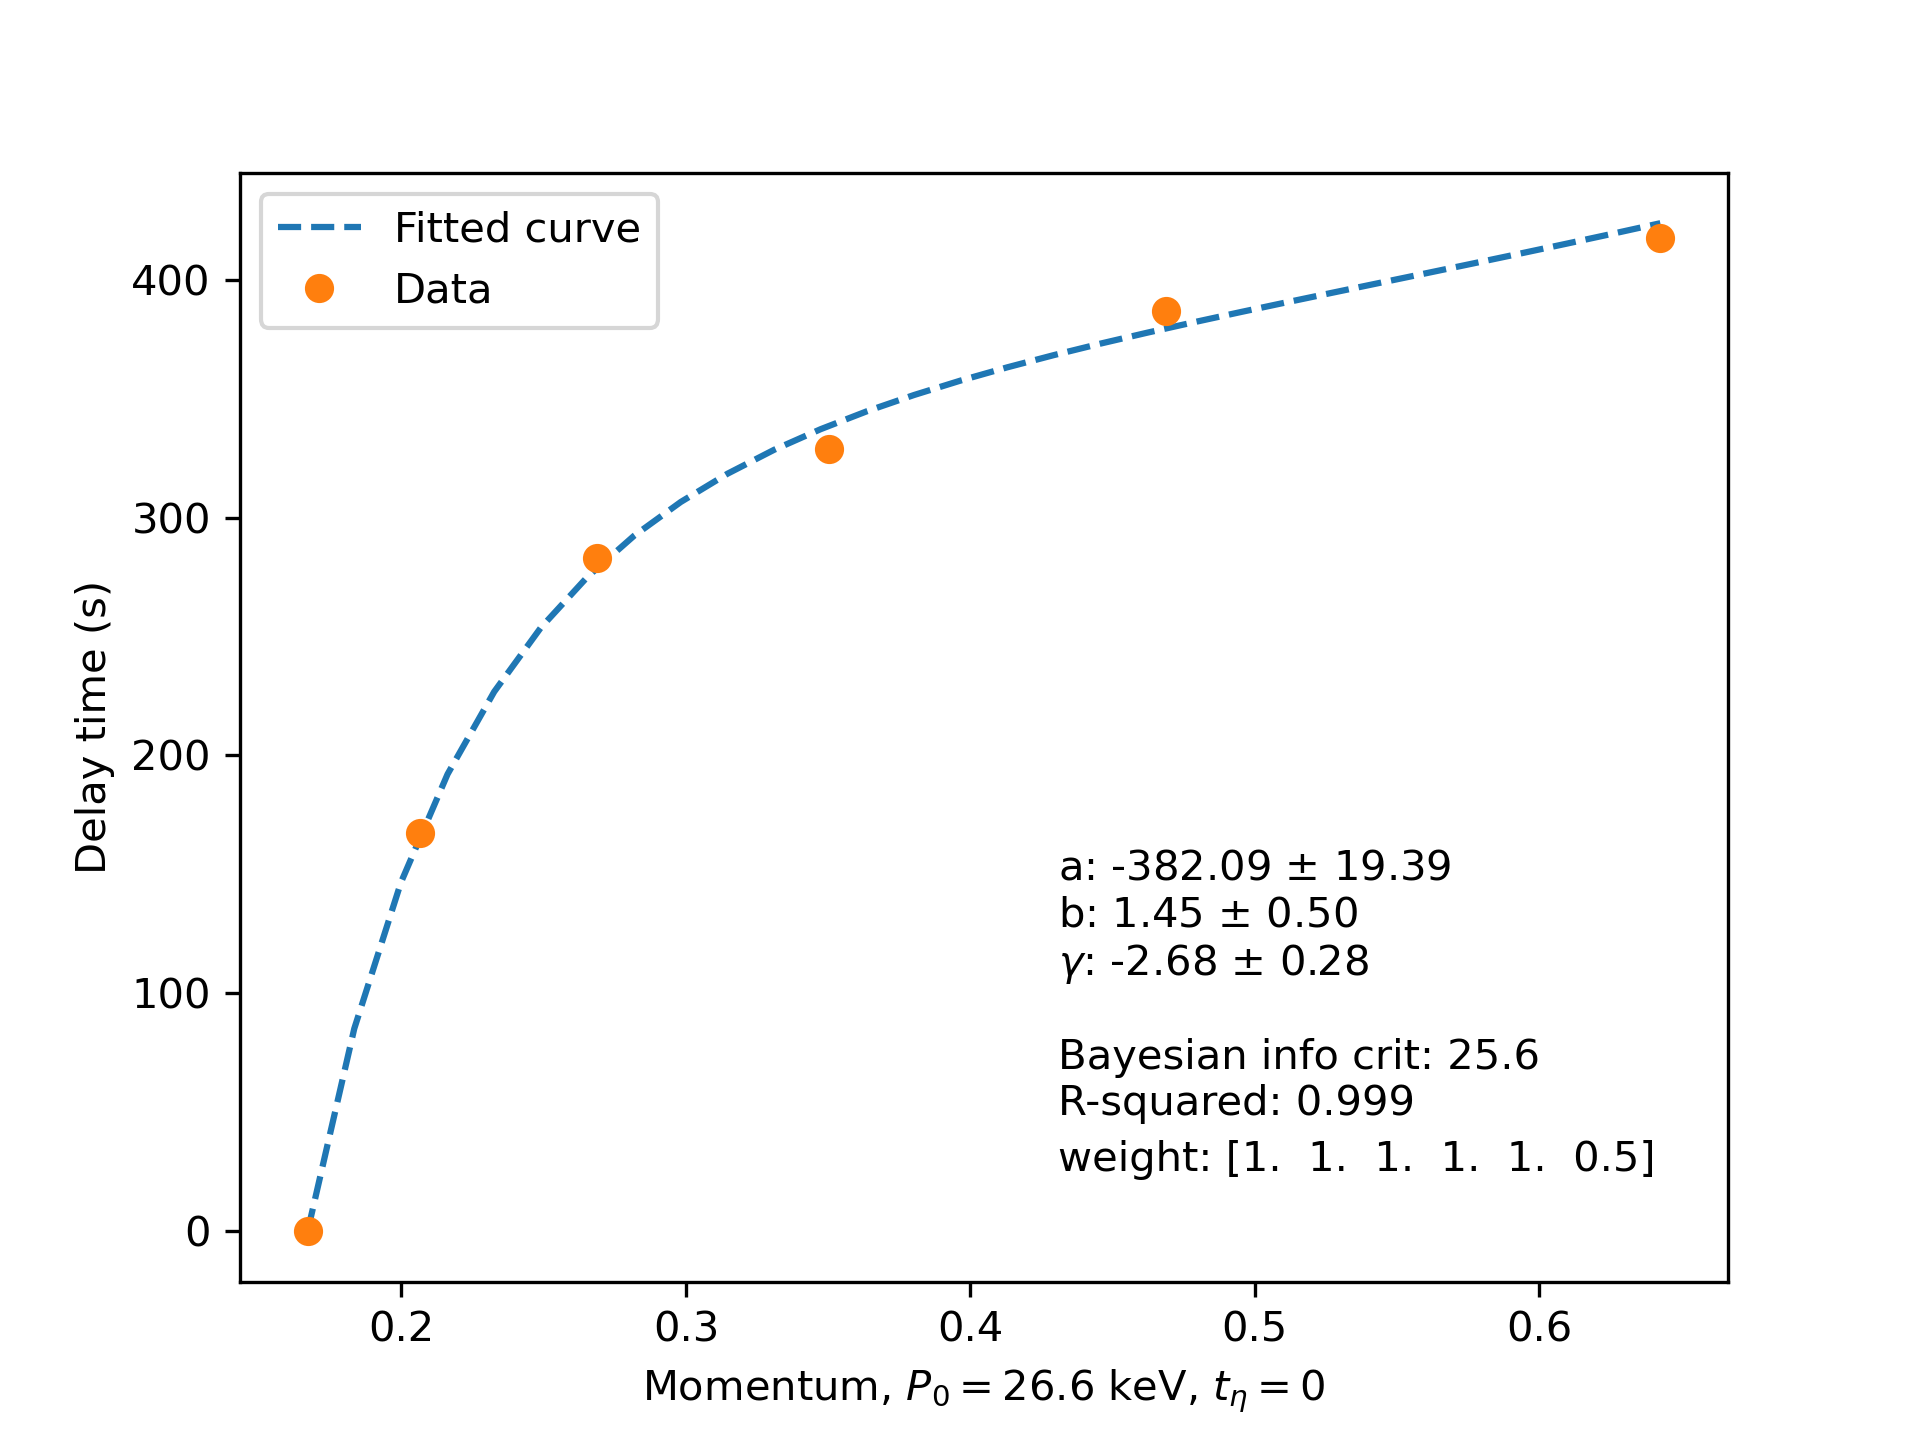 Fitted curve
Data
400
300
200
100
0
Delay time (s)
a: -382.09 ± 19.39
b: 1.45 ± 0.50
γ: -2.68 ± 0.28
Bayesian info crit: 25.6
R-squared: 0.999
weight: [1. 1. 1. 1. 1. 0.5]
0.2 0.3 0.4 0.5 0.6
Momentum, P₀ = 26.6 keV, t_η = 0